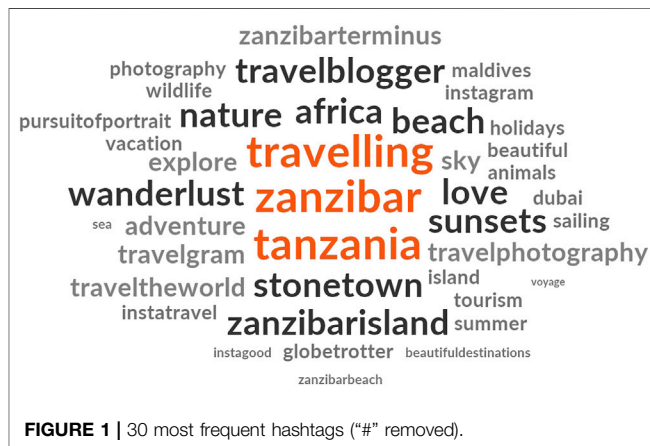 zanzibarterminus
photography travelblogger maldives
wildlife instagram
pursuitofportrait nature africa beach holidays
vacation travelling beautiful
explore sky animals
wanderlust zanzibar love dubai
sea adventure sunsets sailing
travelgram tanzania travelphotography
traveltheworld stonetown island voyage
instatravel tourism
zanzibarisland summer
instagood globetrotter beautifuldestinations
zanzibarbeach
FIGURE 1 | 30 most frequent hashtags (“#” removed).